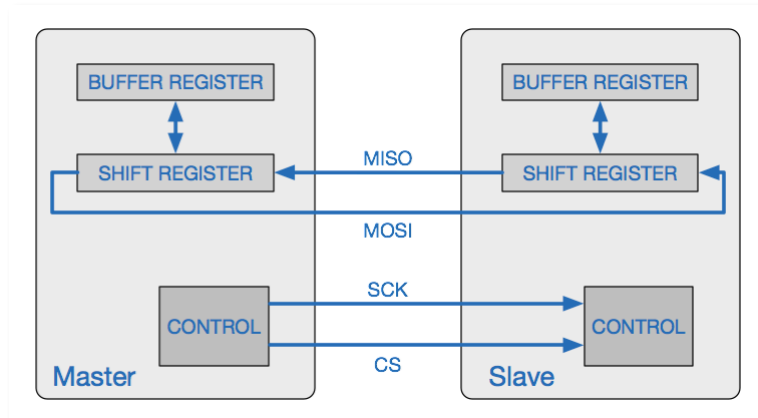 BUFFER REGISTER
BUFFER REGISTER
MISO
SHIFT REGISTER
SHIFT REGISTER
MOSI
SCK
CONTROL
CONTROL
CS
Master
Slave